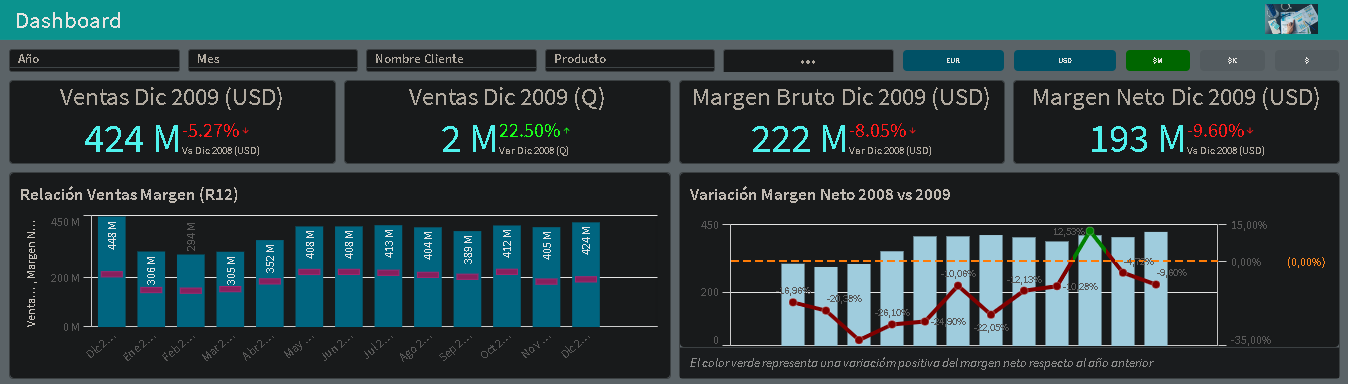 Dashboard
Año
Mes
Nombre Cliente
Producto
...
EUR
USD
$M
$K
$
Ventas Dic 2009 (USD)
424 M -5.27% ↓
Vs Dic 2008 (USD)
Ventas Dic 2009 (Q)
2 M 22.50% ↑
Var Dic 2008 (Q)
Margen Bruto Dic 2009 (USD)
222 M -8.05% ↓
Var Dic 2008 (USD)
Margen Neto Dic 2009 (USD)
193 M -9.60% ↓
Vs Dic 2008 (USD)
Relación Ventas Margen (R12)
Venta... , Margen N...
450 M
200 M
0 M
448 M
306 M
294 M
305 M
352 M
408 M
408 M
413 M
404 M
389 M
412 M
405 M
424 M
Dic2...
Ene2...
Feb2...
Mar2...
Abr2...
May ...
Jun2...
Jul2...
Ago2...
Sep2...
Oct2...
Nov ...
Dic2...
Variación Margen Neto 2008 vs 2009
450
200
0
15,00%
0,00%
-35,00%
(0,00%)
-20,38%
-26,10%
-24,90%
-10,06%
-22,05%
-12,13%
-10,28%
12,53%
-9,60%
El color verde representa una variación positiva del margen neto respecto al año anterior